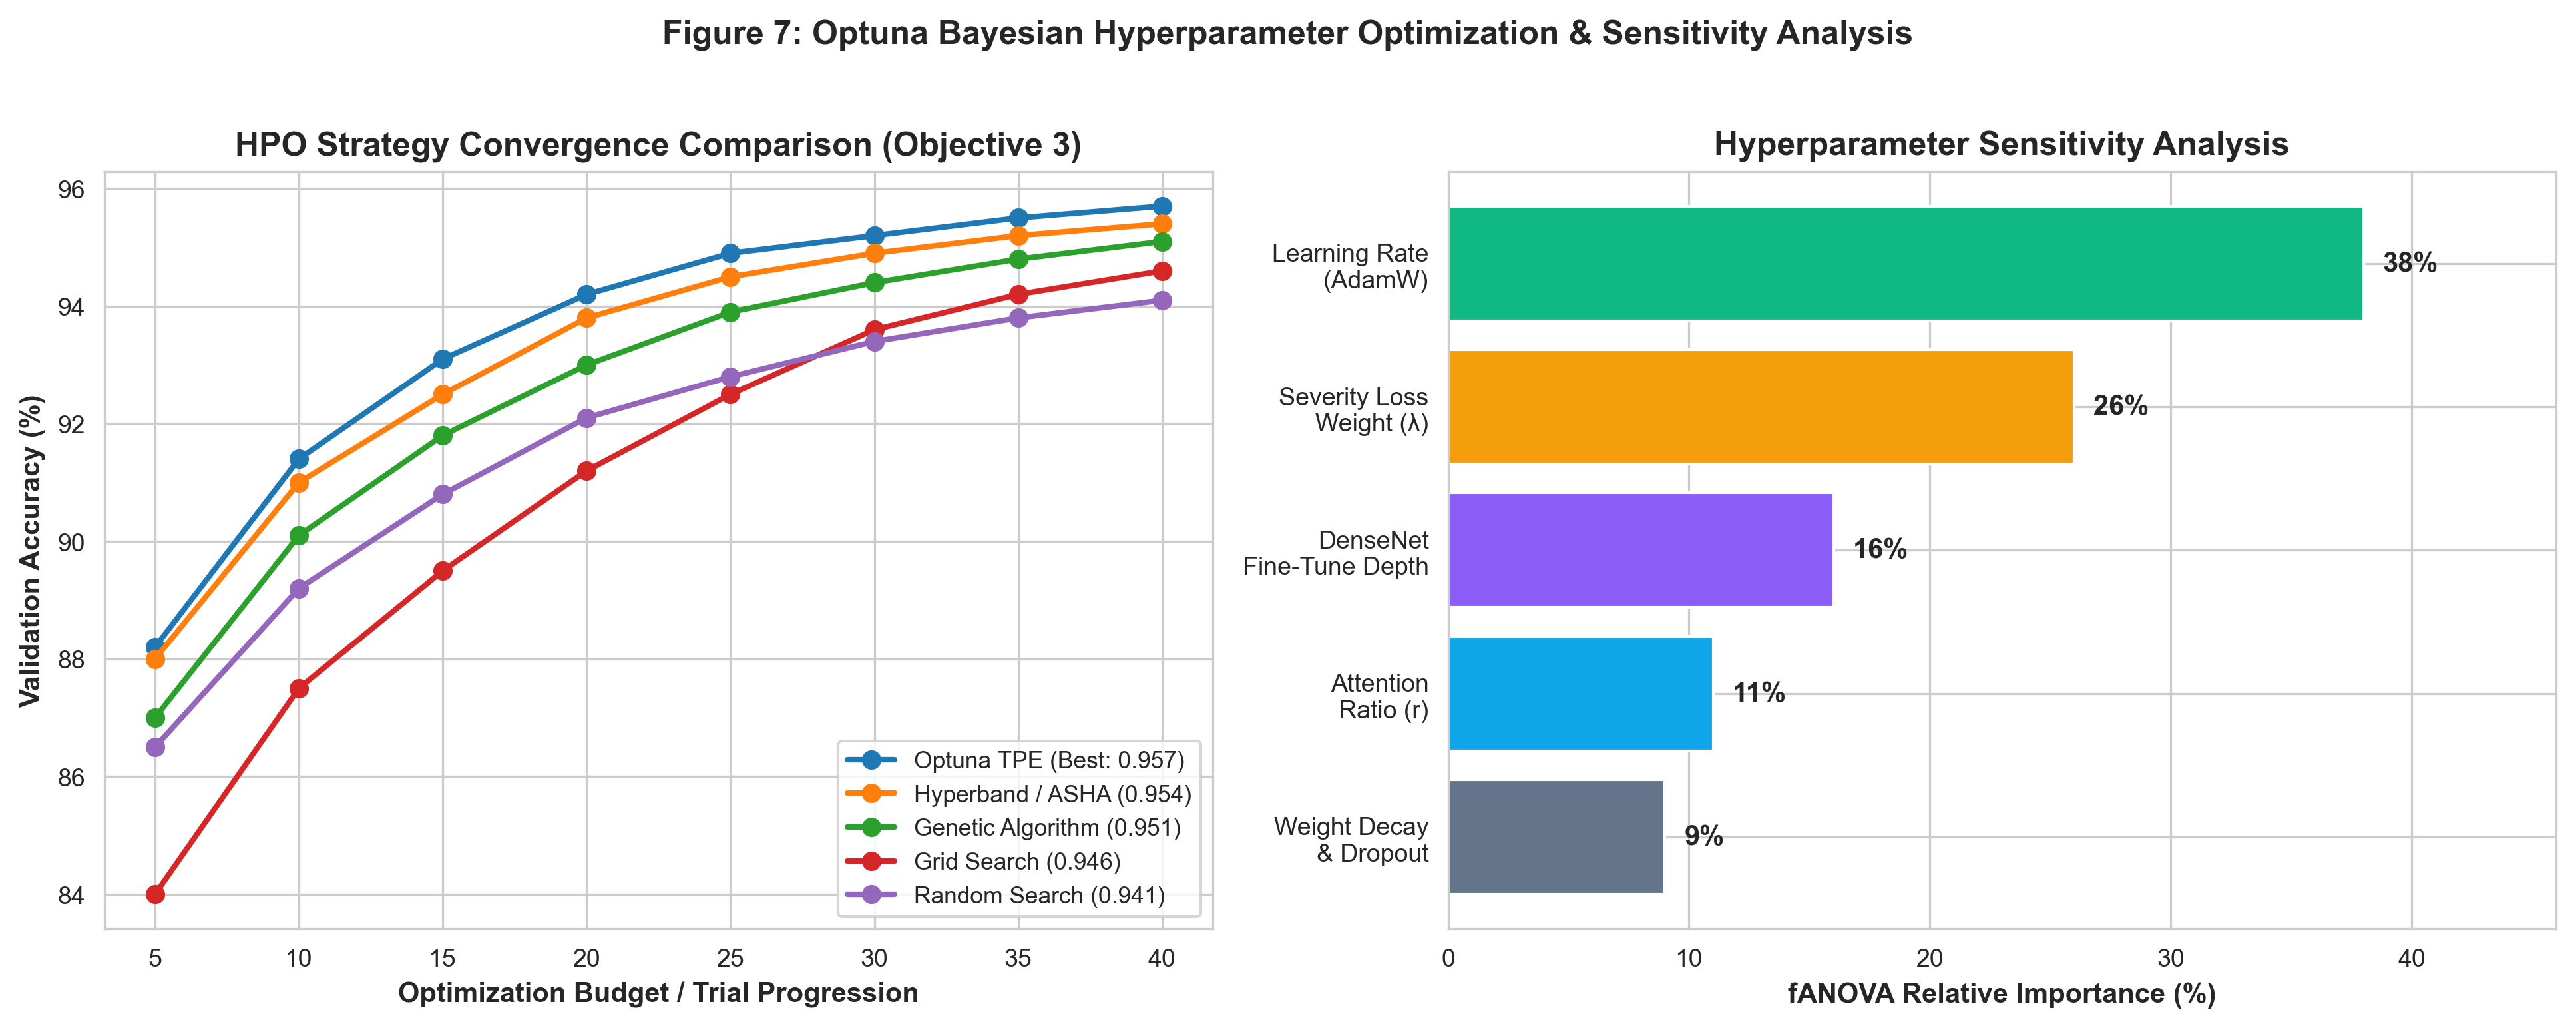 Figure 7: Optuna Bayesian Hyperparameter Optimization & Sensitivity Analysis
HPO Strategy Convergence Comparison (Objective 3)
Validation Accuracy (%)
96
94
92
90
88
86
84
5 10 15 20 25 30 35 40
Optimization Budget / Trial Progression
Optuna TPE (Best: 0.957)
Hyperband / ASHA (0.954)
Genetic Algorithm (0.951)
Grid Search (0.946)
Random Search (0.941)
Hyperparameter Sensitivity Analysis
Learning Rate
(AdamW)
38%
Severity Loss
Weight (λ)
26%
DenseNet
Fine-Tune Depth
16%
Attention
Ratio (r)
11%
Weight Decay
& Dropout
9%
0 10 20 30 40
fANOVA Relative Importance (%)